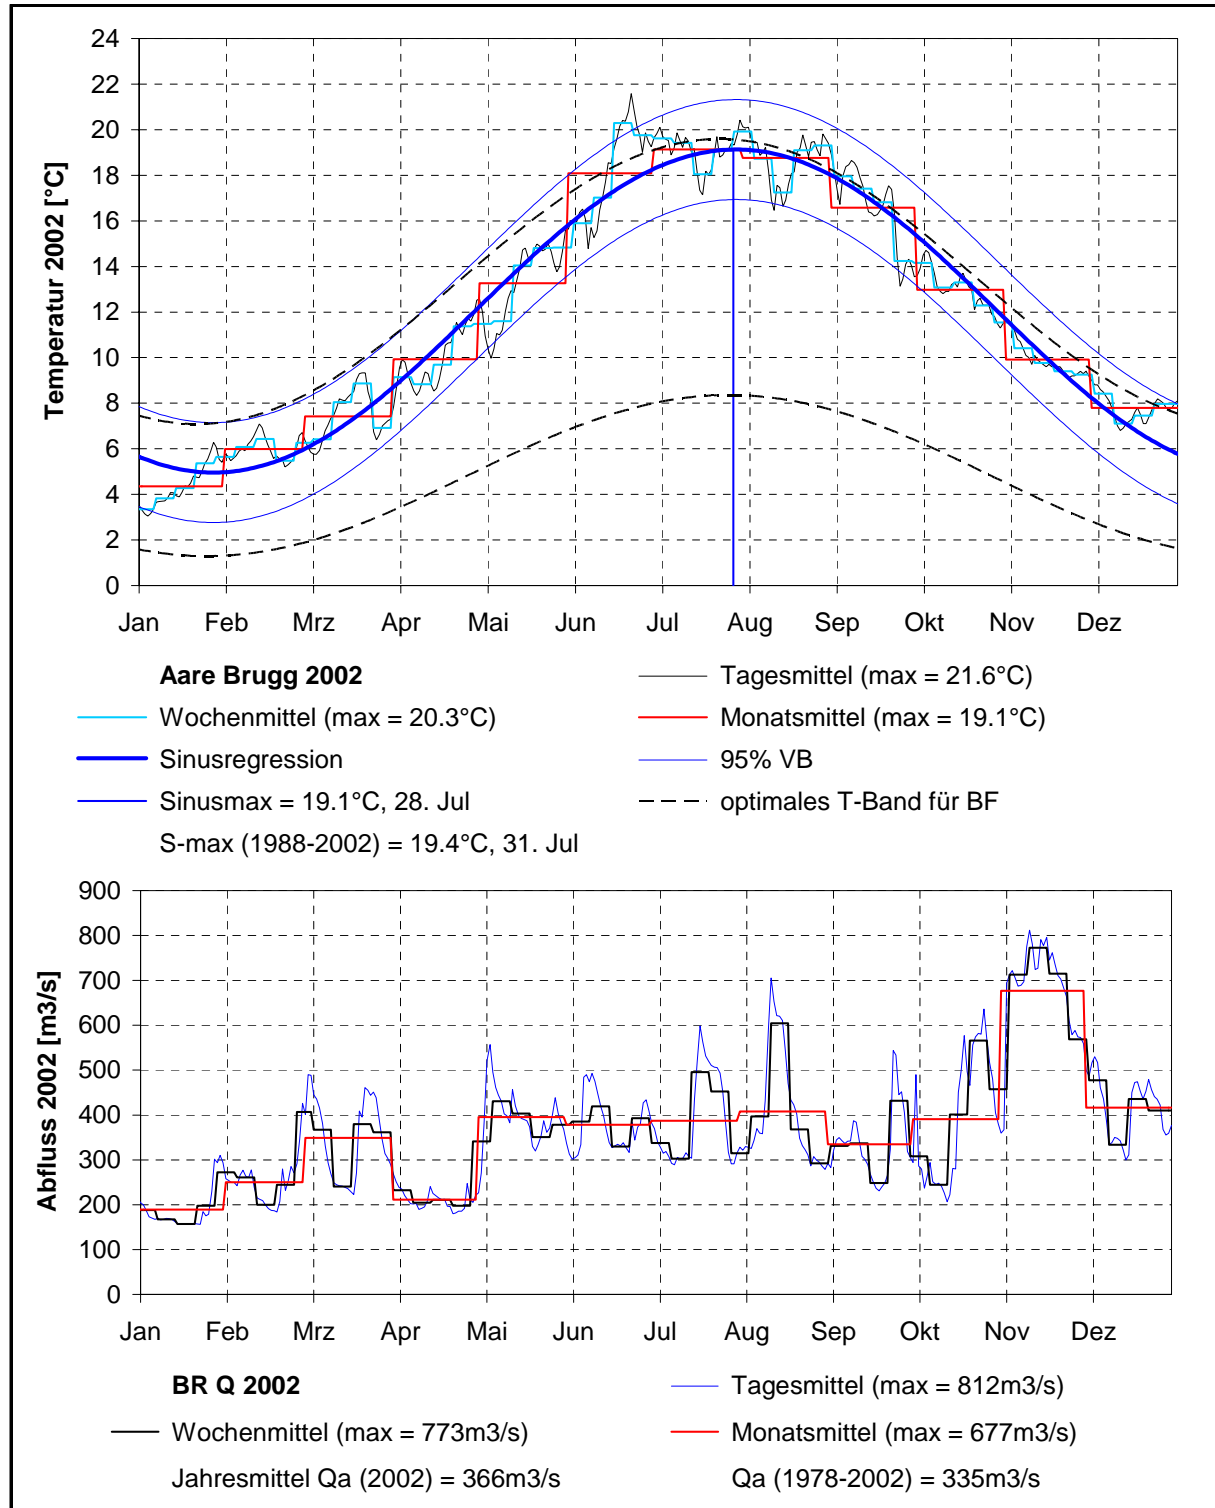 Temperatur 2002 [°C]
24
22
20
18
16
14
12
10
8
6
4
2
0
Jan Feb Mrz Apr Mai Jun Jul Aug Sep Okt Nov Dez
Aare Brugg 2002
Tagesmittel (max = 21.6°C)
Wochenmittel (max = 20.3°C)
Monatsmittel (max = 19.1°C)
Sinusregression
95% VB
Sinusmax = 19.1°C, 28. Jul
optimales T-Band für BF
S-max (1988-2002) = 19.4°C, 31. Jul
Abfluss 2002 [m3/s]
900
800
700
600
500
400
300
200
100
0
Jan Feb Mrz Apr Mai Jun Jul Aug Sep Okt Nov Dez
BR Q 2002
Tagesmittel (max = 812m3/s)
Wochenmittel (max = 773m3/s)
Monatsmittel (max = 677m3/s)
Jahresmittel Qa (2002) = 366m3/s
Qa (1978-2002) = 335m3/s